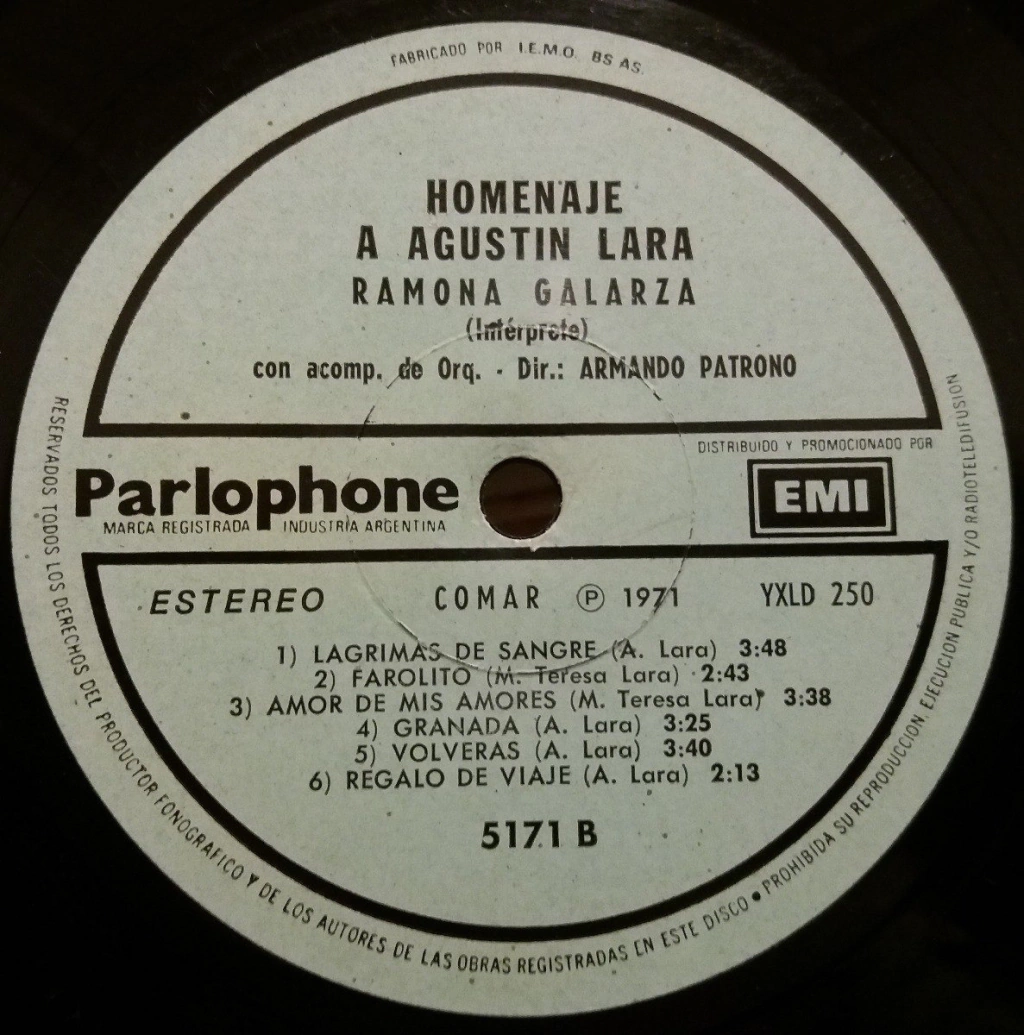 FABRICADO POR I.E.M.O. BS AS.
HOMENAJE
A AGUSTIN LARA
RAMONA GALARZA
(Intérprete)
con acomp. de Orq. - Dir.: ARMANDO PATRONO
DISTRIBUIDO Y PROMOCIONADO POR
Parlophone
EMI
MARCA REGISTRADA INDUSTRIA ARGENTINA
ESTEREO COMAR ℗ 1971 YXLD 250
1) LAGRIMAS DE SANGRE (A. Lara) 3:48
2) FAROLITO (M. Teresa Lara) 2:43
3) AMOR DE MIS AMORES (M. Teresa Lara) 3:38
4) GRANADA (A. Lara) 3:25
5) VOLVERAS (A. Lara) 3:40
6) REGALO DE VIAJE (A. Lara) 2:13
5171 B
RESERVADOS TODOS LOS DERECHOS DEL PRODUCTOR FONOGRAFICO Y DE LOS AUTORES DE LAS OBRAS REGISTRADAS EN ESTE DISCO • PROHIBIDA SU REPRODUCCION, EJECUCION PUBLICA Y/O RADIOTELEDIFUSION